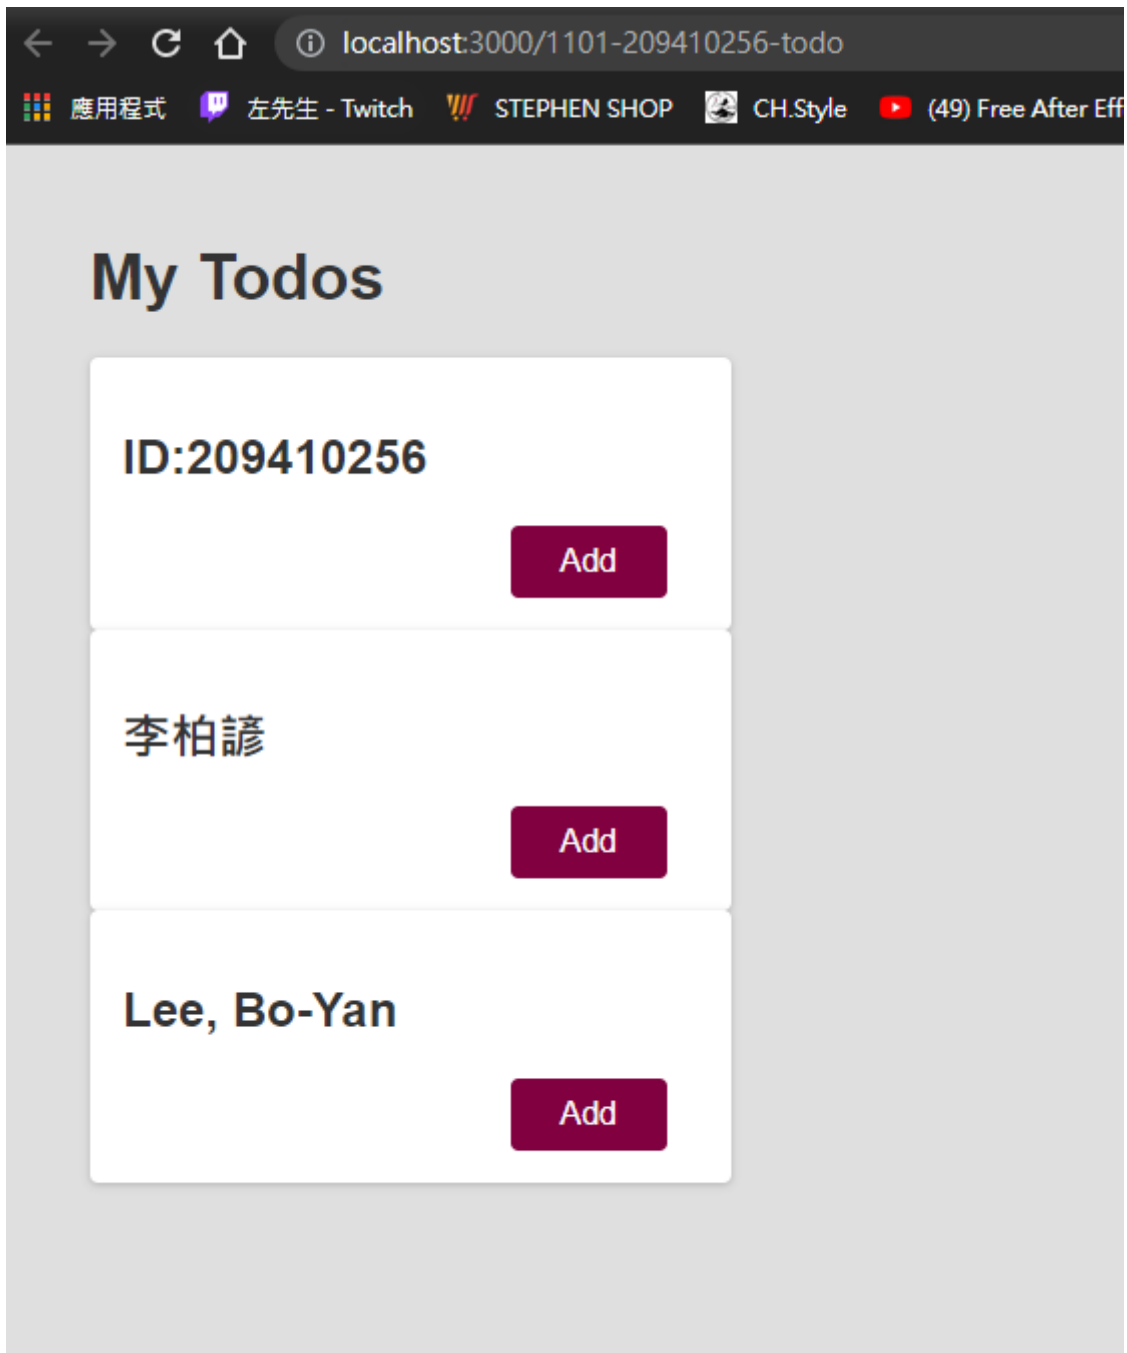 localhost:3000/1101-209410256-todo
應用程式 左先生 - Twitch STEPHEN SHOP CH.Style (49) Free After Eff
My Todos
ID:209410256
Add
李柏諺
Add
Lee, Bo-Yan
Add